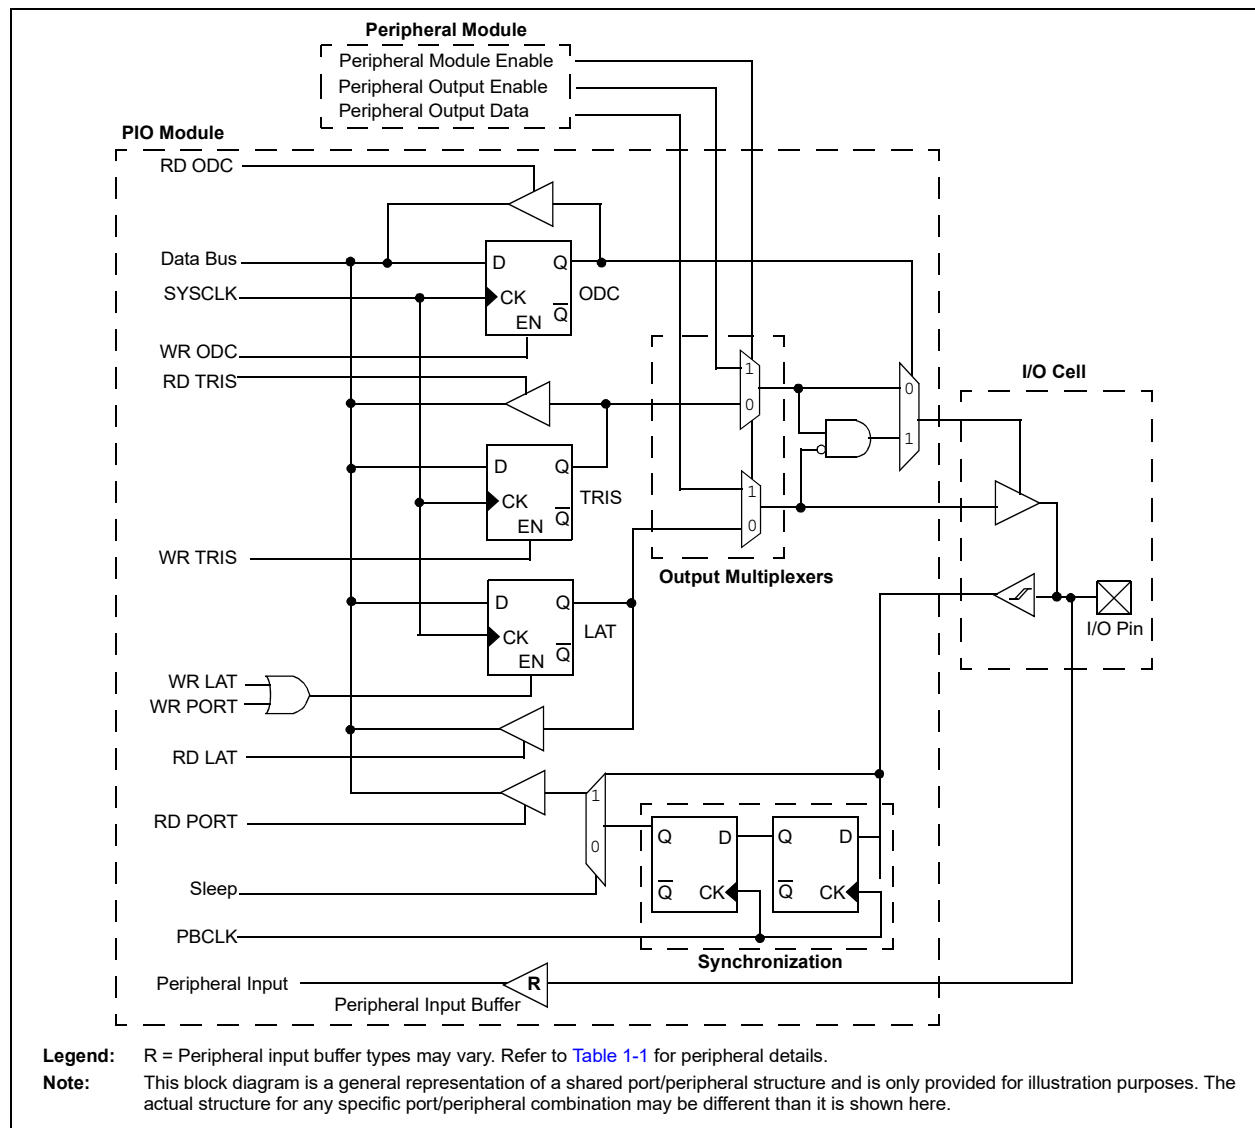 Peripheral Module
Peripheral Module Enable
Peripheral Output Enable
Peripheral Output Data
PIO Module
RD ODC
Data Bus
D
Q
SYSCLK
CK
ODC
Q
EN
WR ODC
RD TRIS
1
0
0
1
I/O Cell
D
Q
CK
TRIS
Q
EN
1
0
WR TRIS
Output Multiplexers
D
Q
CK
LAT
Q
EN
I/O Pin
WR LAT
WR PORT
RD LAT
1
0
RD PORT
Q
D
Q
D
Sleep
Q
CK
Q
CK
PBCLK
Synchronization
Peripheral Input
R
Peripheral Input Buffer
Legend: R = Peripheral input buffer types may vary. Refer to Table 1-1 for peripheral details.
Note: This block diagram is a general representation of a shared port/peripheral structure and is only provided for illustration purposes. The
actual structure for any specific port/peripheral combination may be different than it is shown here.